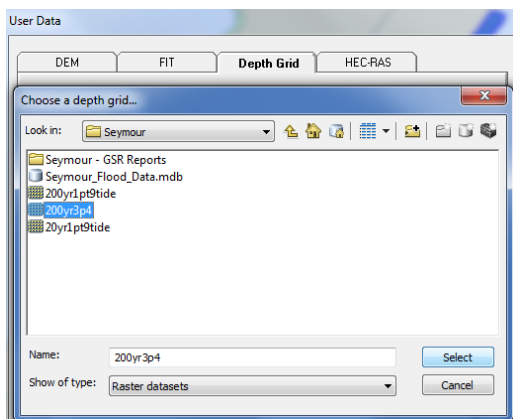 User Data
DEM FIT Depth Grid HEC-RAS
Choose a depth grid...
Look in: Seymour
Seymour - GSR Reports
Seymour_Flood_Data.mdb
200yr1pt9tide
200yr3p4
20yr1pt9tide
Name: 200yr3p4 Select
Show of type: Raster datasets Cancel